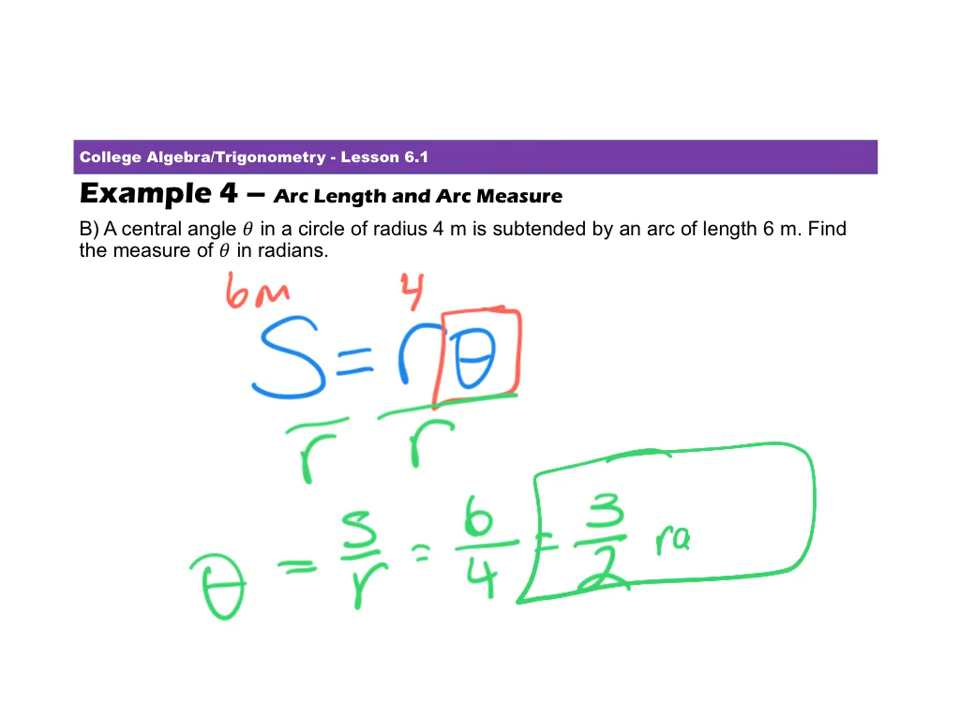 College Algebra/Trigonometry - Lesson 6.1
Example 4 – Arc Length and Arc Measure
B) A central angle θ in a circle of radius 4 m is subtended by an arc of length 6 m. Find
the measure of θ in radians.
6m 4
S = rθ
r r
θ = s/r = 6/4 = 3/2 ra